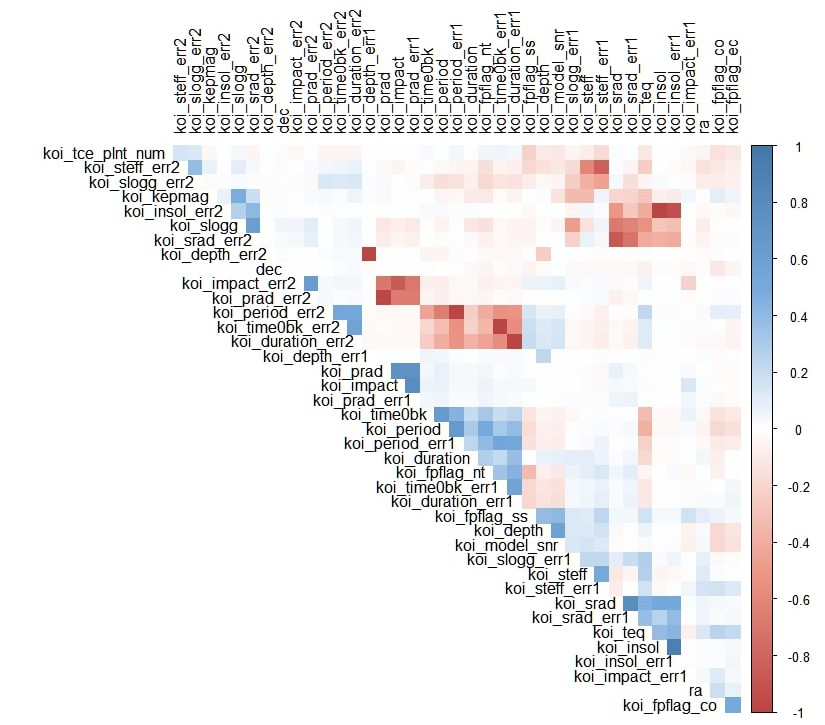 koi_steff_err2
koi_slogg_err2
koi_kepmag
koi_insol_err2
koi_slogg
koi_srad_err2
koi_depth_err2
dec
koi_impact_err2
koi_prad_err2
koi_period_err2
koi_time0bk_err2
koi_duration_err2
koi_depth_err1
koi_prad
koi_impact
koi_prad_err1
koi_time0bk
koi_period
koi_period_err1
koi_duration
koi_fpflag_nt
koi_time0bk_err1
koi_duration_err1
koi_fpflag_ss
koi_depth
koi_model_snr
koi_slogg_err1
koi_steff
koi_steff_err1
koi_srad
koi_srad_err1
koi_teq
koi_insol
koi_insol_err1
koi_impact_err1
ra
koi_fpflag_co
koi_fpflag_ec
koi_tce_plnt_num
koi_steff_err2
koi_slogg_err2
koi_kepmag
koi_insol_err2
koi_slogg
koi_srad_err2
koi_depth_err2
dec
koi_impact_err2
koi_prad_err2
koi_period_err2
koi_time0bk_err2
koi_duration_err2
koi_depth_err1
koi_prad
koi_impact
koi_prad_err1
koi_time0bk
koi_period
koi_period_err1
koi_duration
koi_fpflag_nt
koi_time0bk_err1
koi_duration_err1
koi_fpflag_ss
koi_depth
koi_model_snr
koi_slogg_err1
koi_steff
koi_steff_err1
koi_srad
koi_srad_err1
koi_teq
koi_insol
koi_insol_err1
koi_impact_err1
ra
koi_fpflag_co
1
0.8
0.6
0.4
0.2
0
-0.2
-0.4
-0.6
-0.8
-1